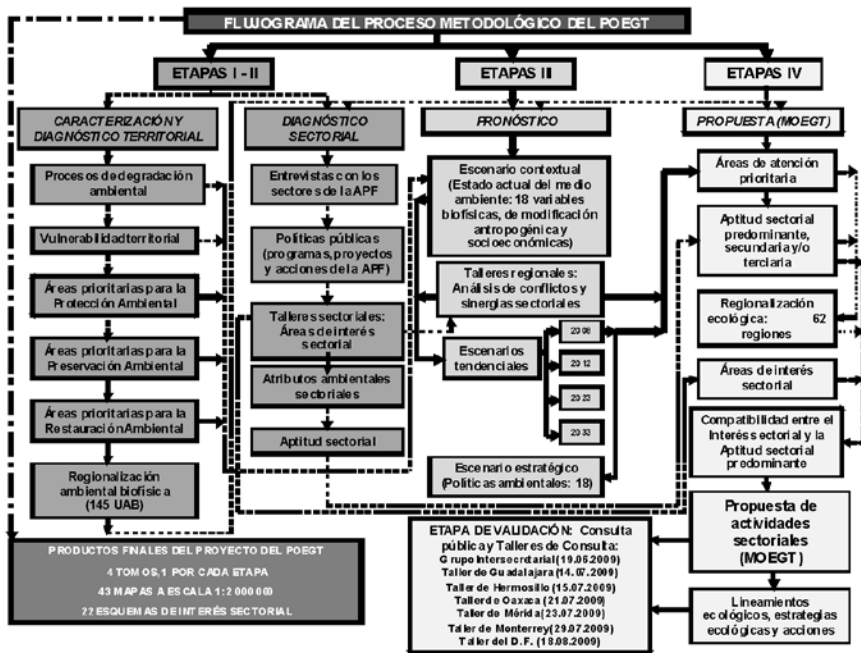 FLUJOGRAMA DEL PROCESO METODOLÓGICO DEL POEGT
ETAPAS I - II
CARACTERIZACIÓN Y
DIAGNÓSTICO TERRITORIAL
Procesos de degradación
ambiental
Vulnerabilidad territorial
Áreas prioritarias para la
Protección Ambiental
Áreas prioritarias para la
Preservación Ambiental
Áreas prioritarias para la
Restauración Ambiental
Regionalización
ambiental biofísica
(145 UAB)
DIAGNÓSTICO
SECTORIAL
Entrevistas con los
sectores de la APF
Políticas públicas
(programas, proyectos
y acciones de la APF)
Talleres sectoriales:
Áreas de interés
sectorial
Atributos ambientales
sectoriales
Aptitud sectorial
ETAPAS III
PRONÓSTICO
Escenario contextual
(Estado actual del medio
ambiente: 18 variables
biofísicas, de modificación
antropogénica y
socioeconómicas)
Talleres regionales:
Análisis de conflictos y
sinergias sectoriales
Escenarios
tendenciales
2008
2012
2023
2033
Escenario estratégico
(Políticas ambientales: 18)
ETAPAS IV
PROPUESTA (MOEGT)
Áreas de atención
prioritaria
Aptitud sectorial
predominante,
secundaria y/o
terciaria
Regionalización
ecológica: 62
regiones
Áreas de interés
sectorial
Compatibilidad entre el
Interés sectorial y la
Aptitud sectorial
predominante
Propuesta de
actividades
sectoriales
(MOEGT)
Lineamientos
ecológicos, estrategias
ecológicas y acciones
ETAPA DE VALIDACIÓN: Consulta
pública y Talleres de Consulta:
Grupo Intersecretarial (19.05.2009)
Taller de Guadalajara (14.07.2009)
Taller de Hermosillo (15.07.2009)
Taller de Oaxaca (21.07.2009)
Taller de Mérida (23.07.2009)
Taller de Monterrey (29.07.2009)
Taller del D.F. (18.08.2009)
PRODUCTOS FINALES DEL PROYECTO DEL POEGT
4 TOMOS, 1 POR CADA ETAPA
43 MAPAS A ESCALA 1:2 000 000
22 ESQUEMAS DE INTERÉS SECTORIAL